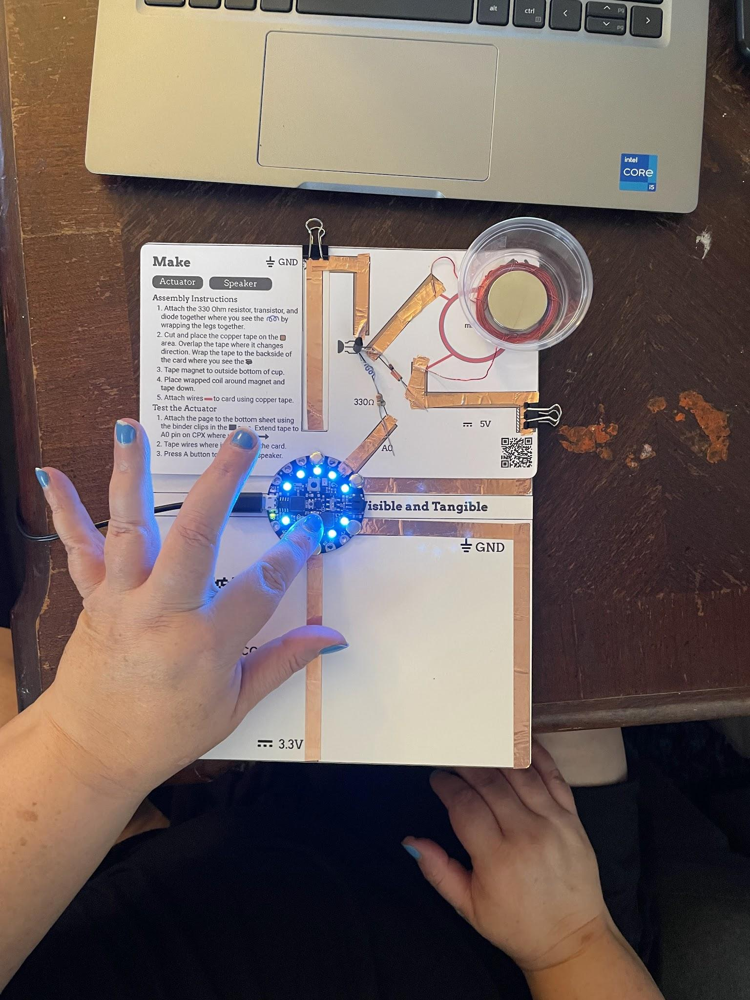 alt
ctrl
pg
pg
intel
CORE
i5
Make
GND
Actuator
Speaker
Assembly Instructions
1. Attach the 330 Ohm resistor, transistor, and
diode together where you see the by
wrapping the legs together.
2. Cut and place the copper tape on the
area. Overlap the tape where it changes
direction. Wrap the tape to the backside of
the card where you see the
3. Tape magnet to outside bottom of cup.
4. Place wrapped coil around magnet and
tape down.
5. Attach wires to card using copper tape.
Test the Actuator
1. Attach the page to the bottom sheet using
the binder clips in the Extend tape to
A0 pin on CPX where
2. Tape wires where the card.
3. Press A button to speaker.
330Ω
5V
A0
Visible and Tangible
GND
3.3V